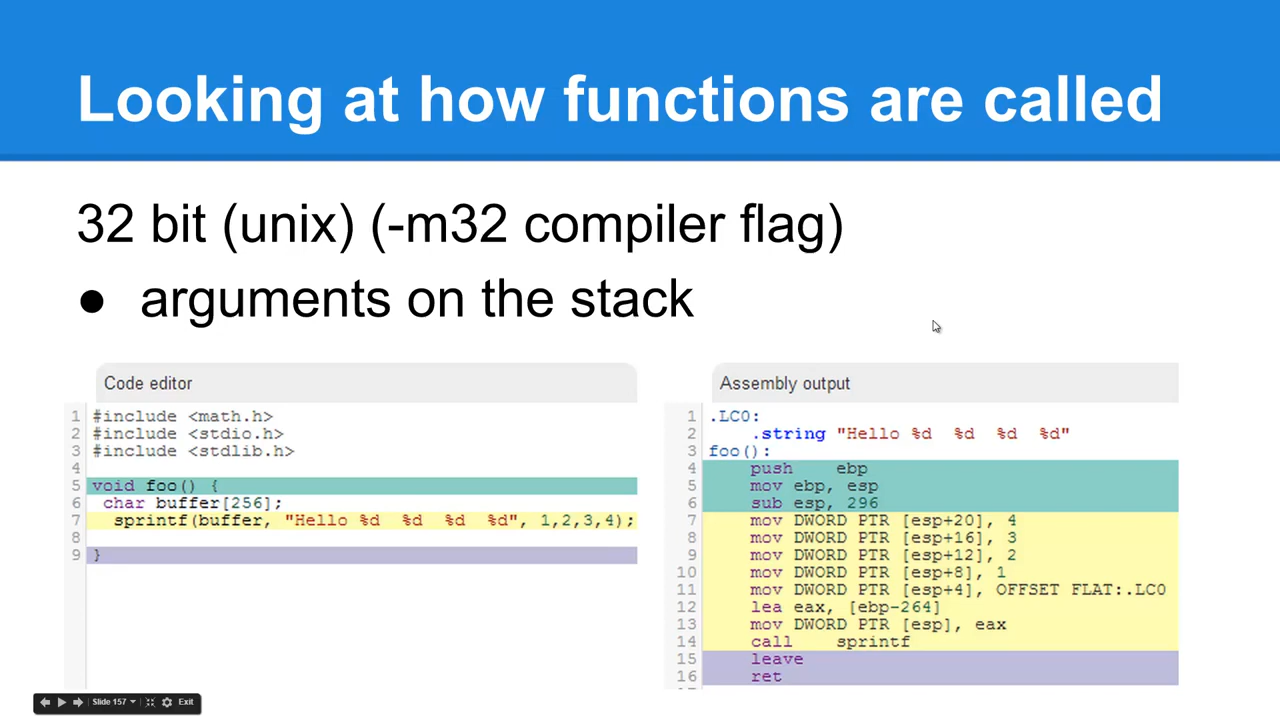 Looking at how functions are called
32 bit (unix) (-m32 compiler flag)
● arguments on the stack
Code editor
1 #include <math.h>
2 #include <stdio.h>
3 #include <stdlib.h>
4
5 void foo() {
6 char buffer[256];
7 sprintf(buffer, "Hello %d %d %d %d", 1,2,3,4);
8
9 }
Assembly output
1 .LC0:
2 .string "Hello %d %d %d %d"
3 foo():
4 push ebp
5 mov ebp, esp
6 sub esp, 296
7 mov DWORD PTR [esp+20], 4
8 mov DWORD PTR [esp+16], 3
9 mov DWORD PTR [esp+12], 2
10 mov DWORD PTR [esp+8], 1
11 mov DWORD PTR [esp+4], OFFSET FLAT:.LC0
12 lea eax, [ebp-264]
13 mov DWORD PTR [esp], eax
14 call sprintf
15 leave
16 ret
Slide 157 Exit